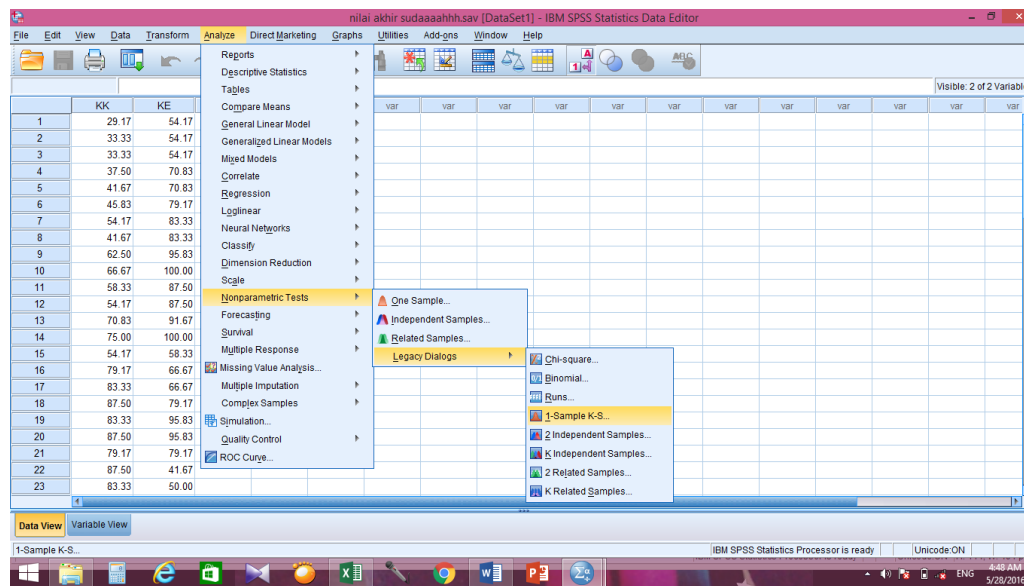 nilai akhir sudaaaahhh.sav [DataSet1] - IBM SPSS Statistics Data Editor
File Edit View Data Transform Analyze Direct Marketing Graphs Utilities Add-ons Window Help
Visible: 2 of 2 Variabl
KK KE var var var var var var var var var var var var
1 29.17 54.17
2 33.33 54.17
3 33.33 54.17
4 37.50 70.83
5 41.67 70.83
6 45.83 79.17
7 54.17 83.33
8 41.67 83.33
9 62.50 95.83
10 66.67 100.00
11 58.33 87.50
12 54.17 87.50
13 70.83 91.67
14 75.00 100.00
15 54.17 58.33
16 79.17 66.67
17 83.33 66.67
18 87.50 79.17
19 83.33 95.83
20 87.50 95.83
21 79.17 79.17
22 87.50 41.67
23 83.33 50.00
Reports
Descriptive Statistics
Tables
Compare Means
General Linear Model
Generalized Linear Models
Mixed Models
Correlate
Regression
Loglinear
Neural Networks
Classify
Dimension Reduction
Scale
Nonparametric Tests
Forecasting
Survival
Multiple Response
Missing Value Analysis...
Multiple Imputation
Complex Samples
Simulation...
Quality Control
ROC Curve...
One Sample...
Independent Samples...
Related Samples...
Legacy Dialogs
Chi-square...
Binomial...
Runs...
1-Sample K-S...
2 Independent Samples...
K Independent Samples...
2 Related Samples...
K Related Samples...
Data View Variable View
1-Sample K-S... IBM SPSS Statistics Processor is ready Unicode:ON
ENG 4:48 AM